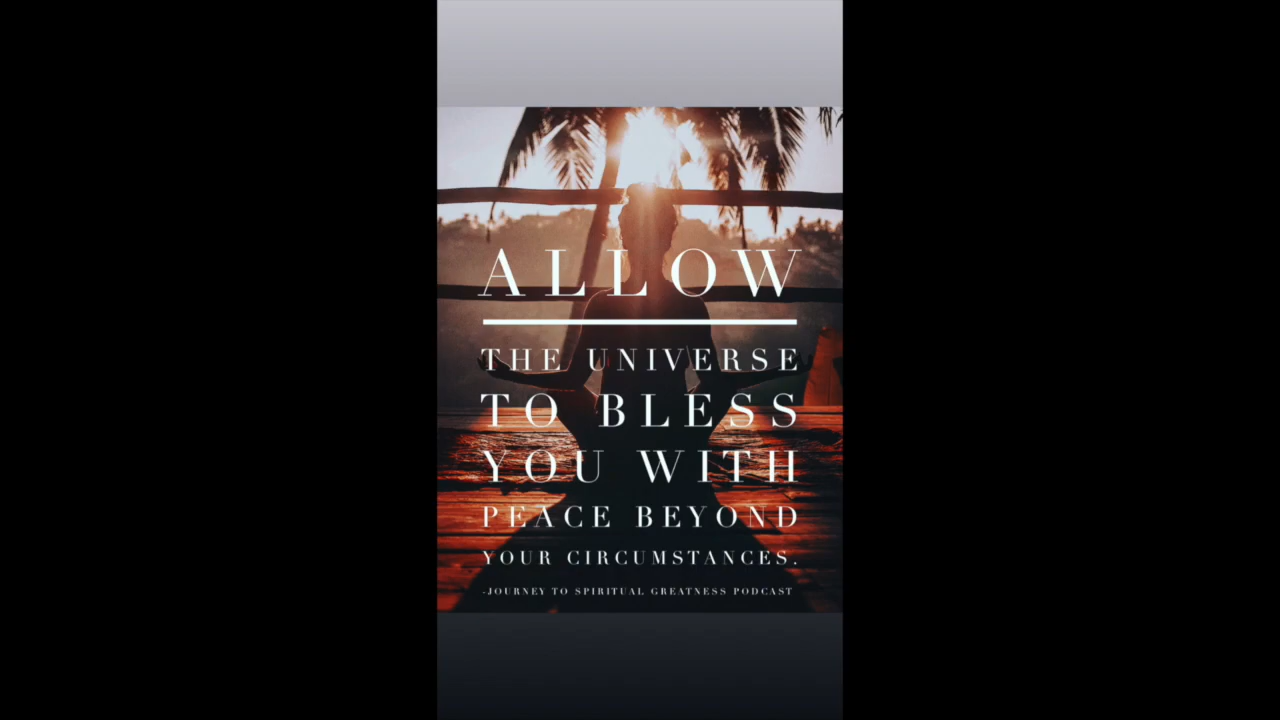 ALLOW
THE UNIVERSE
TO BLESS
YOU WITH
PEACE BEYOND
YOUR CIRCUMSTANCES.
-JOURNEY TO SPIRITUAL GREATNESS PODCAST